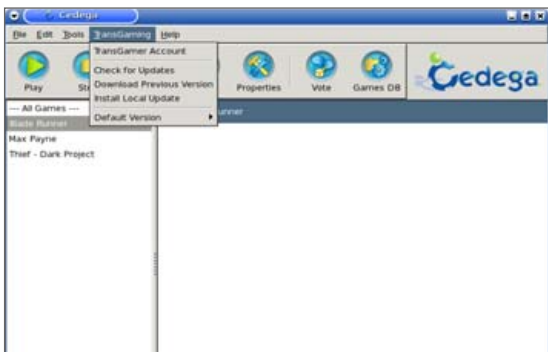 Cedega
File Edit Tools TransGaming Help
TransGamer Account
Check for Updates
Download Previous Version
Install Local Update
Default Version
Play
Properties
Vote
Games DB
Cedega
--- All Games ---
Blade Runner
Max Payne
Thief - Dark Project